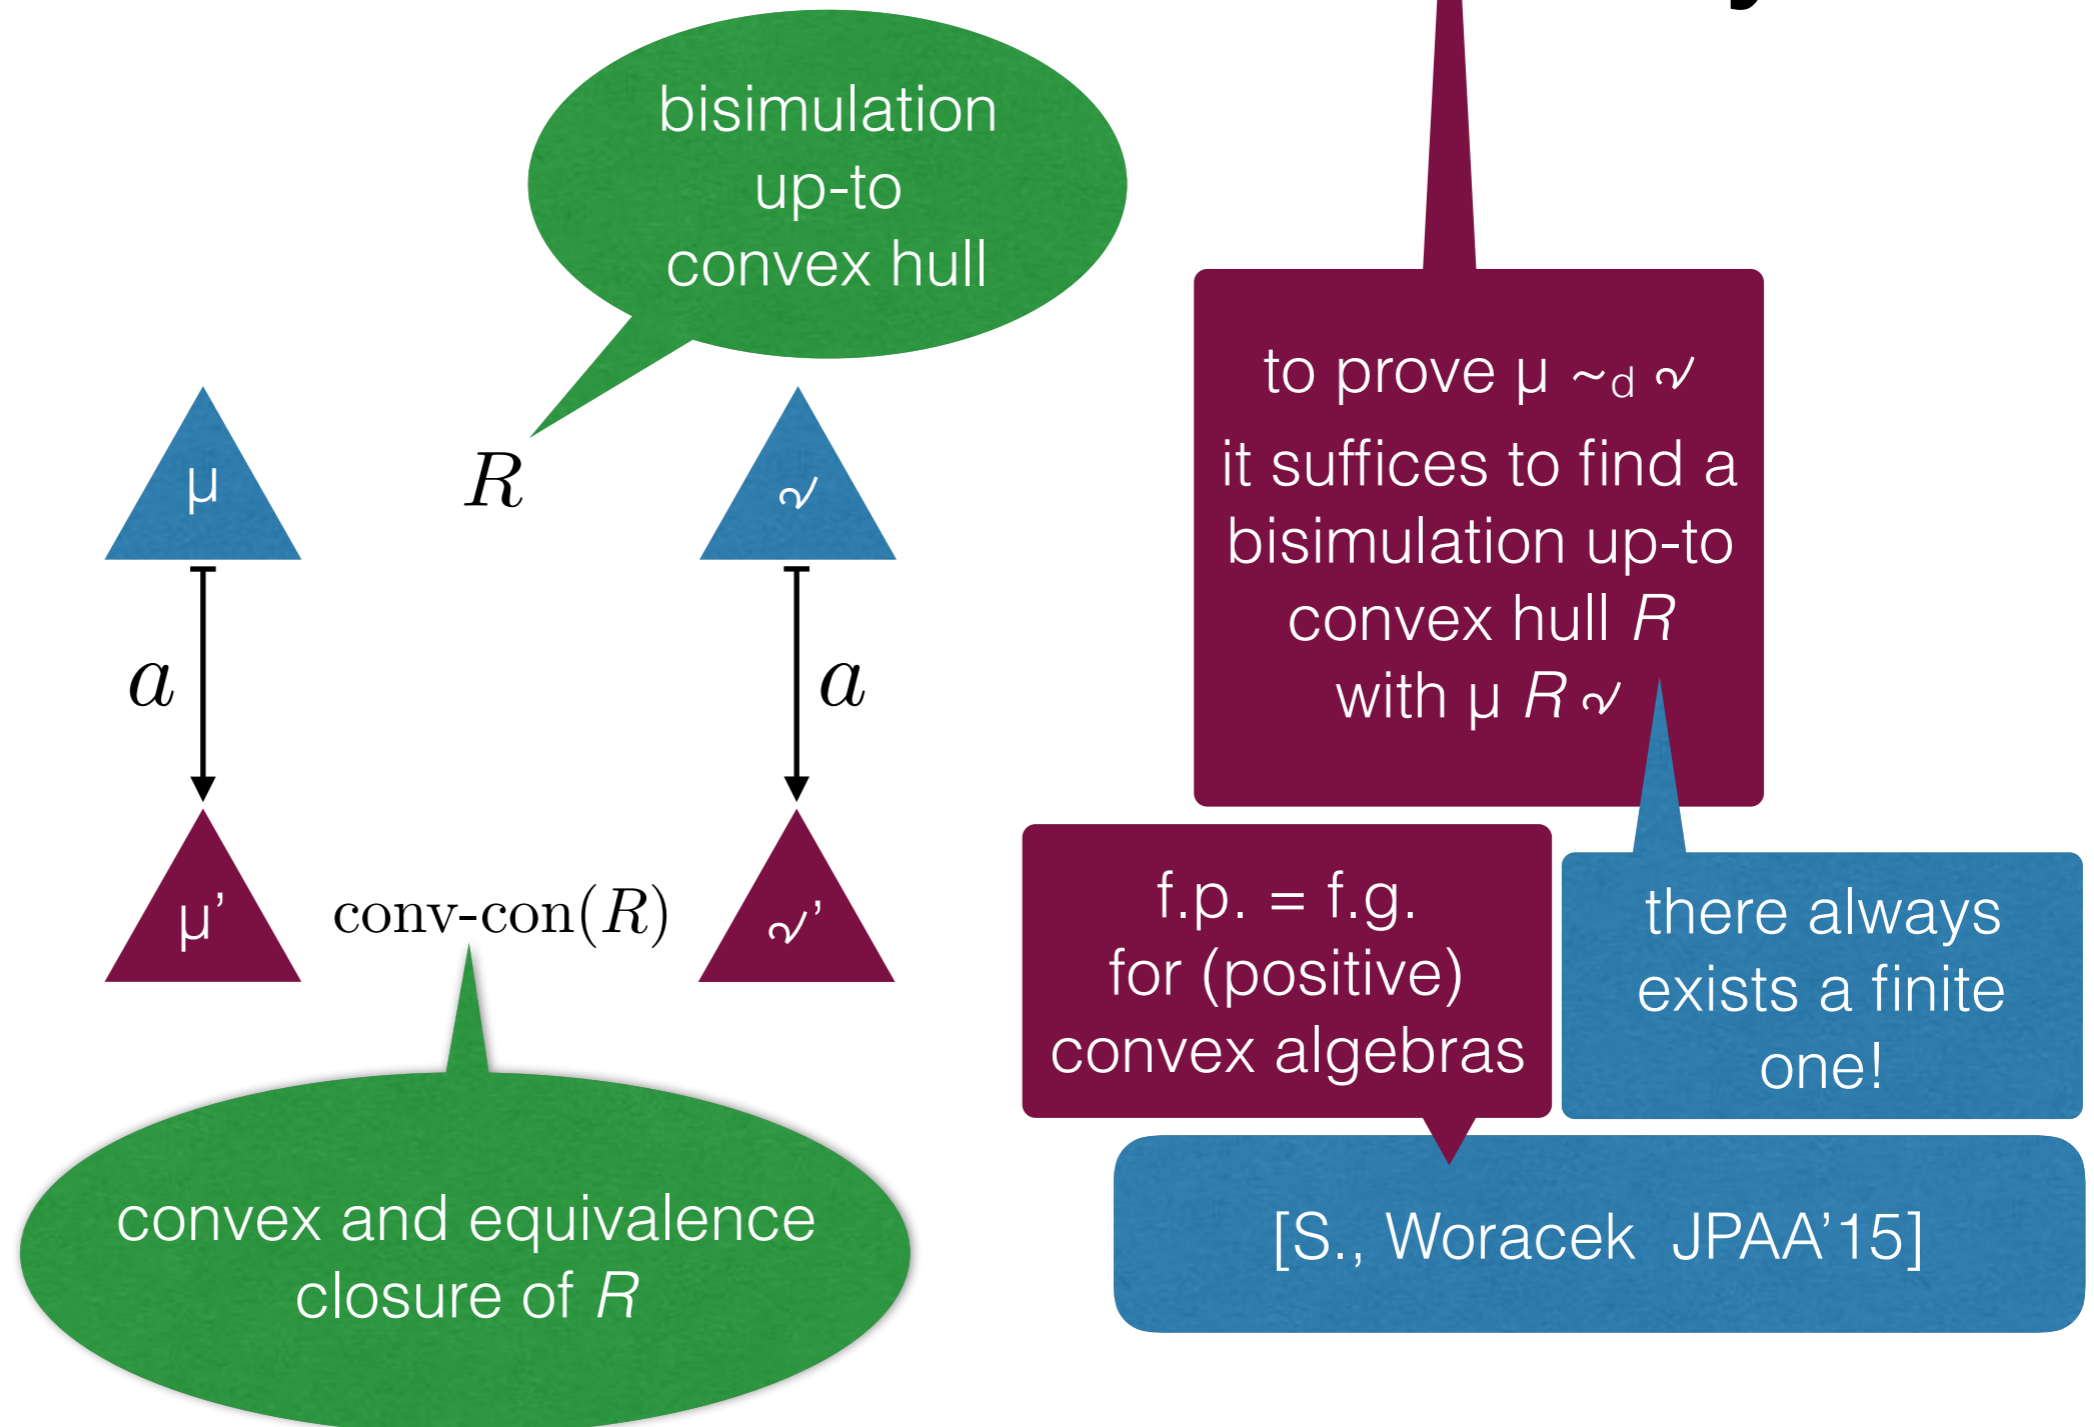 bisimulation
up-to
convex hull
μ
R
ν
a
a
μ’
conv-con(R)
ν’
convex and equivalence
closure of R
to prove μ ~d ν
it suffices to find a
bisimulation up-to
convex hull R
with μ R ν
f.p. = f.g.
for (positive)
convex algebras
there always
exists a finite
one!
[S., Woracek JPAA’15]